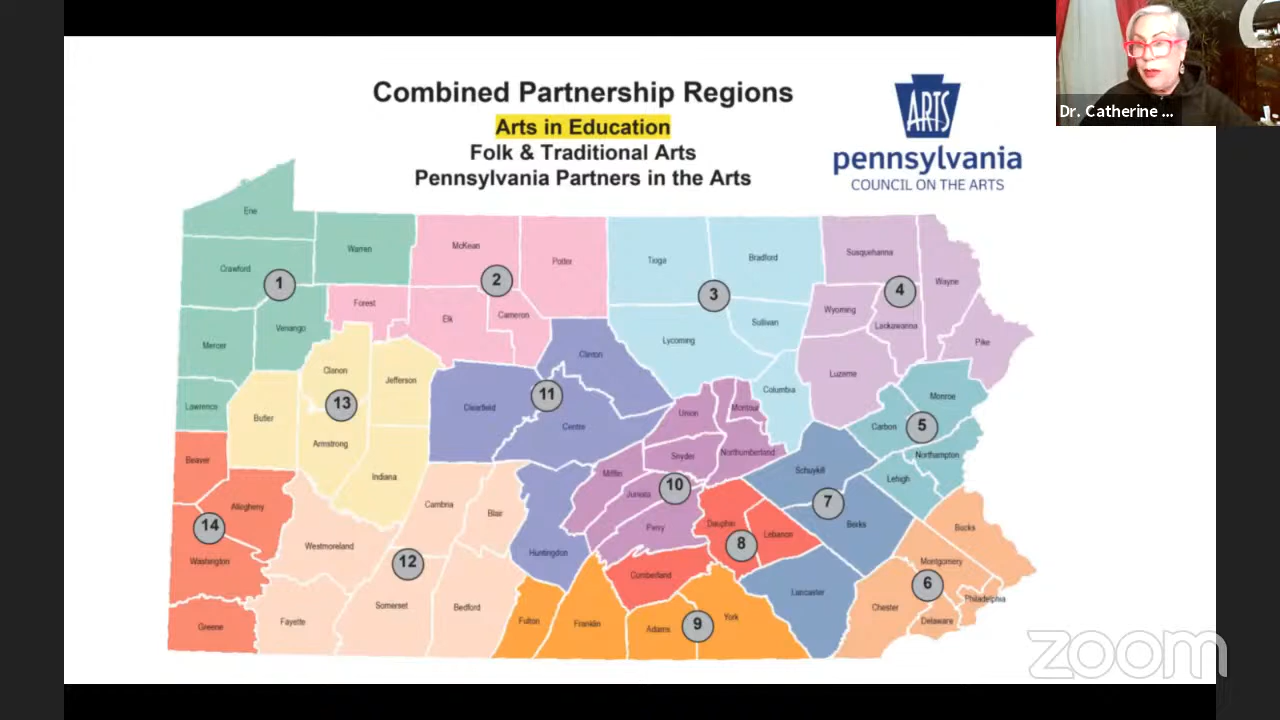 Combined Partnership Regions
Arts in Education
Folk & Traditional Arts
Pennsylvania Partners in the Arts
ARTS
pennsylvania
COUNCIL ON THE ARTS
Dr. Catherine ...
Erie
Crawford
Warren
1
Mercer
Venango
Lawrence
McKean
Potter
2
Forest
Elk
Cameron
Tioga
Bradford
3
Lycoming
Sullivan
Columbia
Susquehanna
Wayne
4
Wyoming
Lackawanna
Pike
Luzerne
Monroe
Carbon
5
Northampton
Lehigh
Clarion
Jefferson
13
Butler
Armstrong
Indiana
Clinton
11
Clearfield
Centre
Huntingdon
Union
Montour
Snyder
Northumberland
Mifflin
Juniata
10
Perry
Schuylkill
7
Berks
Lancaster
Dauphin
Lebanon
8
Cumberland
Beaver
Allegheny
14
Washington
Greene
Cambria
Blair
Westmoreland
12
Somerset
Bedford
Fayette
Fulton
Franklin
Adams
9
York
Bucks
Montgomery
6
Philadelphia
Chester
Delaware
zoom